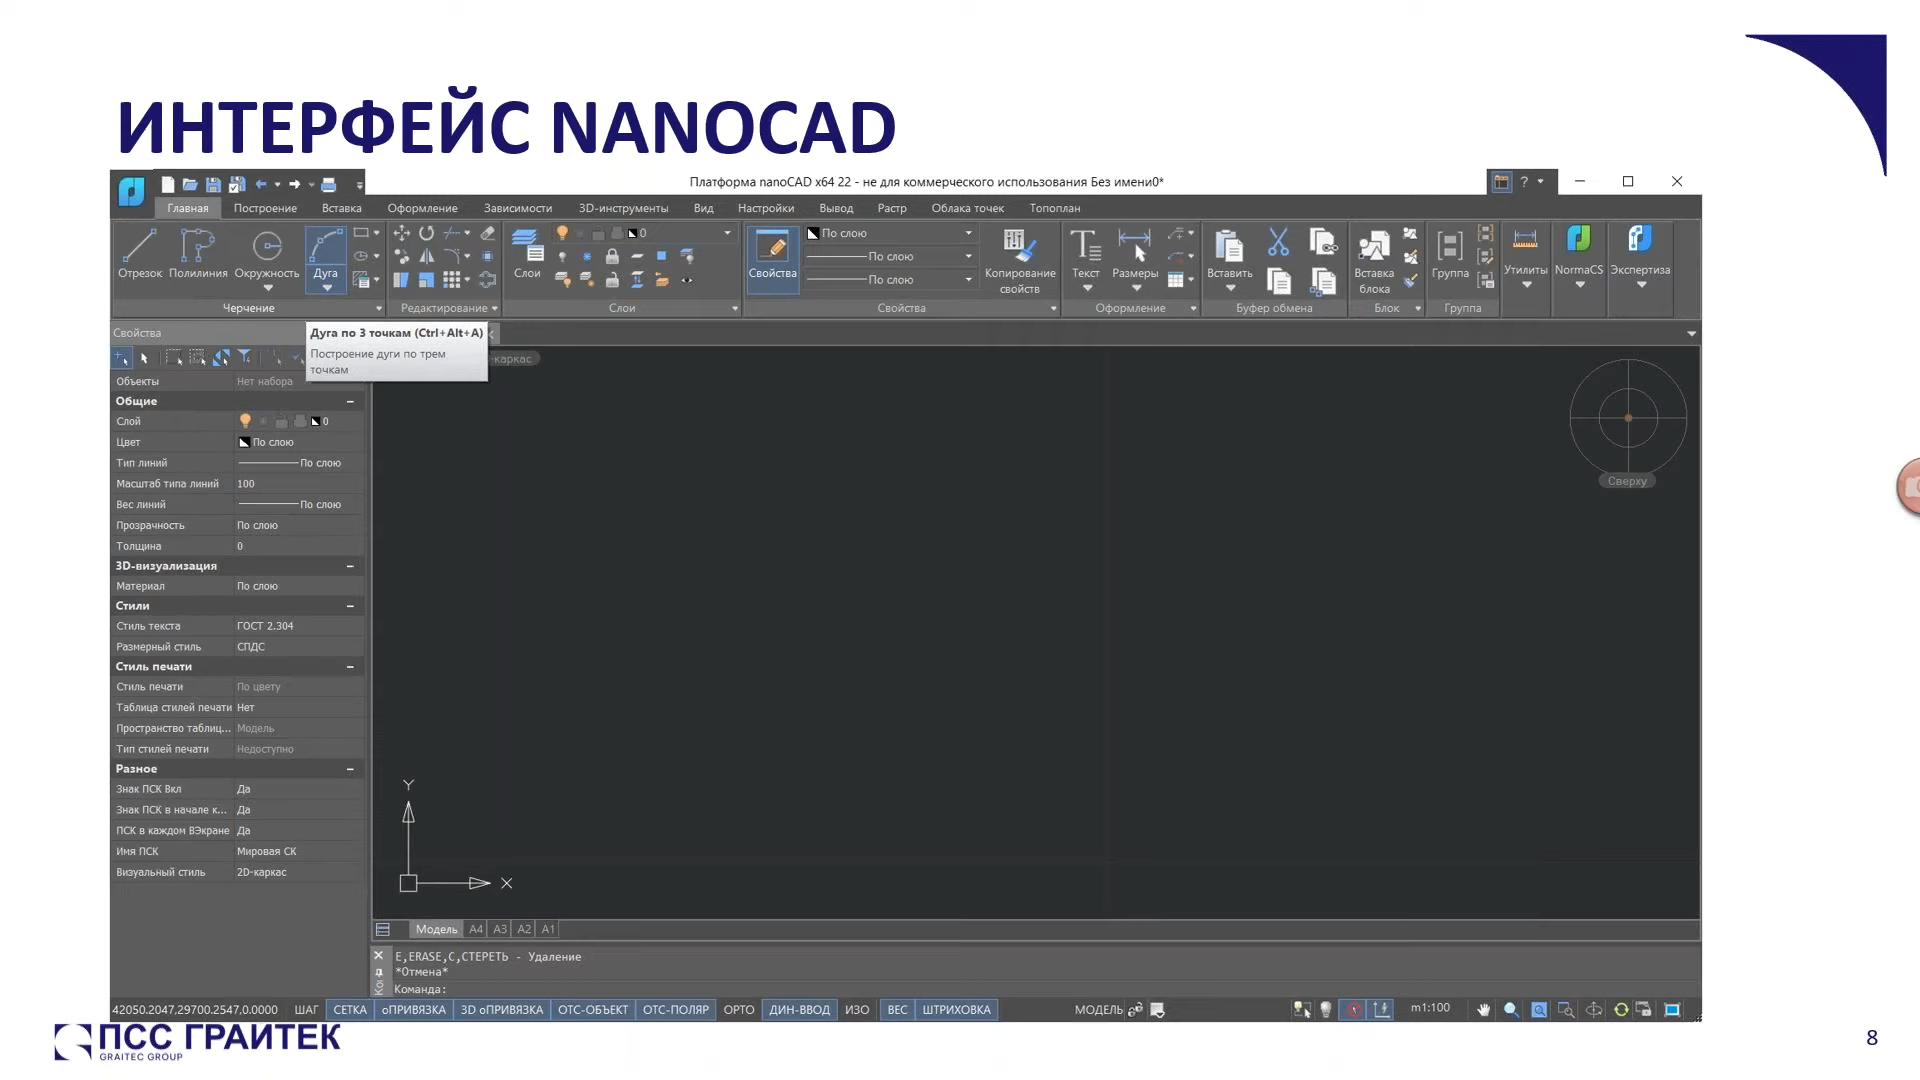 ИНТЕРФЕЙС NANOCAD
Платформа nanoCAD x64 22 - не для коммерческого использования Без имени0*
?
Главная Построение Вставка Оформление Зависимости 3D-инструменты Вид Настройки Вывод Растр Облака точек Топоплан
0 По слою
По слою
По слою
Отрезок Полилиния Окружность Дуга Слои Свойства Копирование свойств Текст Размеры Вставить Вставка блока Группа Утилиты NormaCS Экспертиза
Черчение Редактирование Слои Свойства Оформление Буфер обмена Блок Группа
Свойства
Дуга по 3 точкам (Ctrl+Alt+A)
Построение дуги по трем
точкам
-каркас
Объекты Нет набора
Общие
Слой 0
Цвет По слою
Тип линий По слою
Масштаб типа линий 100
Вес линий По слою
Прозрачность По слою
Толщина 0
3D-визуализация
Материал По слою
Стили
Стиль текста ГОСТ 2.304
Размерный стиль СПДС
Стиль печати
Стиль печати По цвету
Таблица стилей печати Нет
Пространство таблиц... Модель
Тип стилей печати Недоступно
Разное
Знак ПСК Вкл Да
Знак ПСК в начале к... Да
ПСК в каждом ВЭкране Да
Имя ПСК Мировая СК
Визуальный стиль 2D-каркас
Сверху
Y
X
Модель A4 A3 A2 A1
E,ERASE,С,СТЕРЕТЬ - Удаление
*Отмена*
Команда:
42050.2047,29700.2547,0.0000 ШАГ СЕТКА оПРИВЯЗКА 3D оПРИВЯЗКА ОТС-ОБЪЕКТ ОТС-ПОЛЯР ОРТО ДИН-ВВОД ИЗО ВЕС ШТРИХОВКА МОДЕЛЬ m1:100
ПСС ГРАЙТЕК
GRAITEC GROUP
8